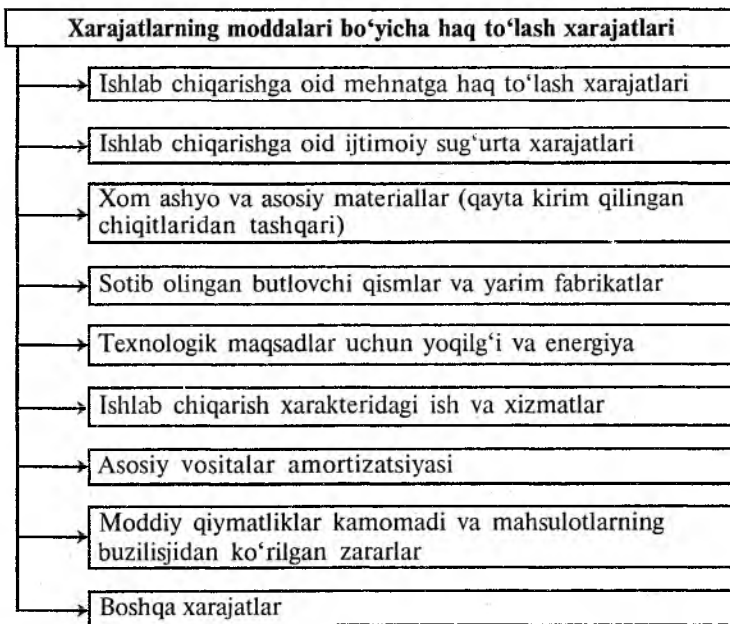 Xarajatlarning moddalari bo‘yicha haq to‘lash xarajatlari
Ishlab chiqarishga oid mehnatga haq to‘lash xarajatlari
Ishlab chiqarishga oid ijtimoiy sug‘urta xarajatlari
Xom ashyo va asosiy materiallar (qayta kirim qilingan
chiqitlaridan tashqari)
Sotib olingan butlovchi qismlar va yarim fabrikatlar
Texnologik maqsadlar uchun yoqilg‘i va energiya
Ishlab chiqarish xarakteridagi ish va xizmatlar
Asosiy vositalar amortizatsiyasi
Moddiy qiymatliklar kamomadi va mahsulotlarning
buzilisjidan ko‘rilgan zararlar
Boshqa xarajatlar